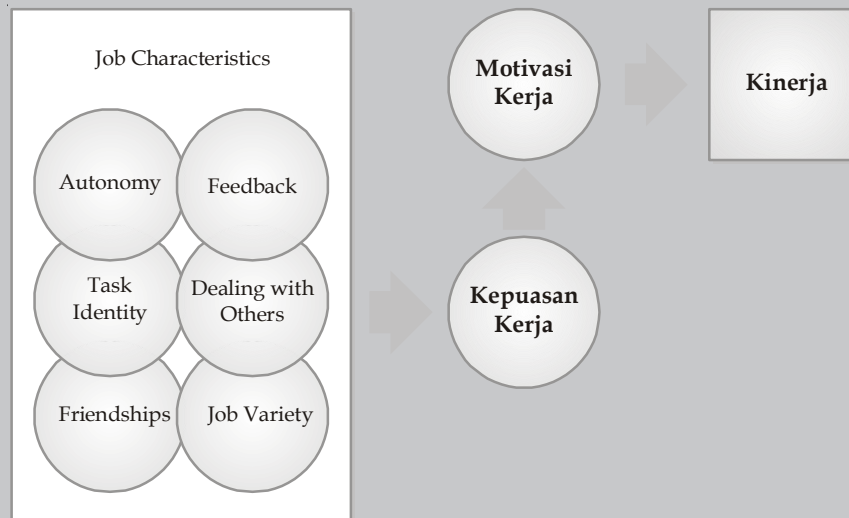 Job Characteristics
Autonomy
Feedback
Task
Identity
Dealing with
Others
Friendships
Job Variety
Motivasi
Kerja
Kinerja
Kepuasan
Kerja